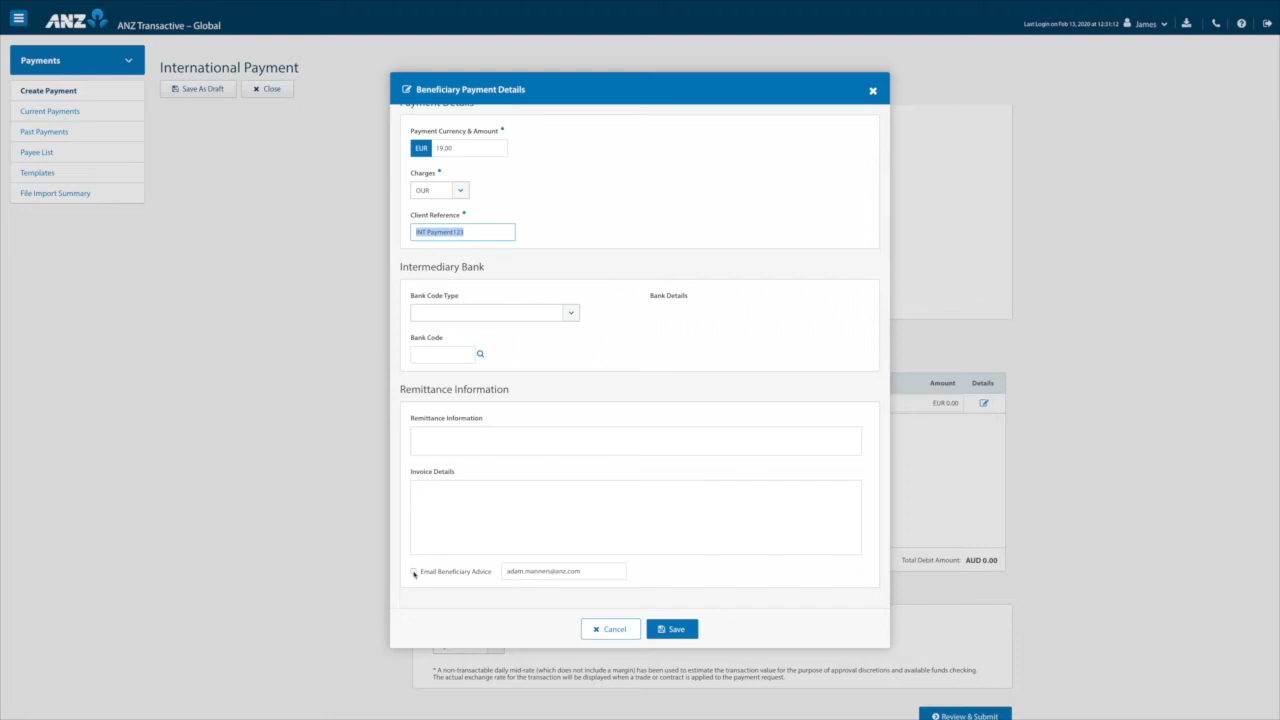 ANZ
ANZ Transactive – Global
Last Login on Feb 13, 2020 at 12:31:12
James
Payments
Create Payment
Current Payments
Past Payments
Payee List
Templates
File Import Summary
International Payment
Save As Draft
Close
Beneficiary Payment Details
Payment Details
Payment Currency & Amount *
EUR 19.00
Charges *
OUR
Client Reference *
INT Payment123
Intermediary Bank
Bank Code Type
Bank Details
Bank Code
Remittance Information
Remittance Information
Invoice Details
Email Beneficiary Advice
adam.manners@anz.com
Cancel
Save
Amount
Details
EUR 0.00
Total Debit Amount: AUD 0.00
* A non-transactable daily mid-rate (which does not include a margin) has been used to estimate the transaction value for the purpose of approval discretions and available funds checking.
The actual exchange rate for the transaction will be displayed when a trade or contract is applied to the payment request.
Review & Submit